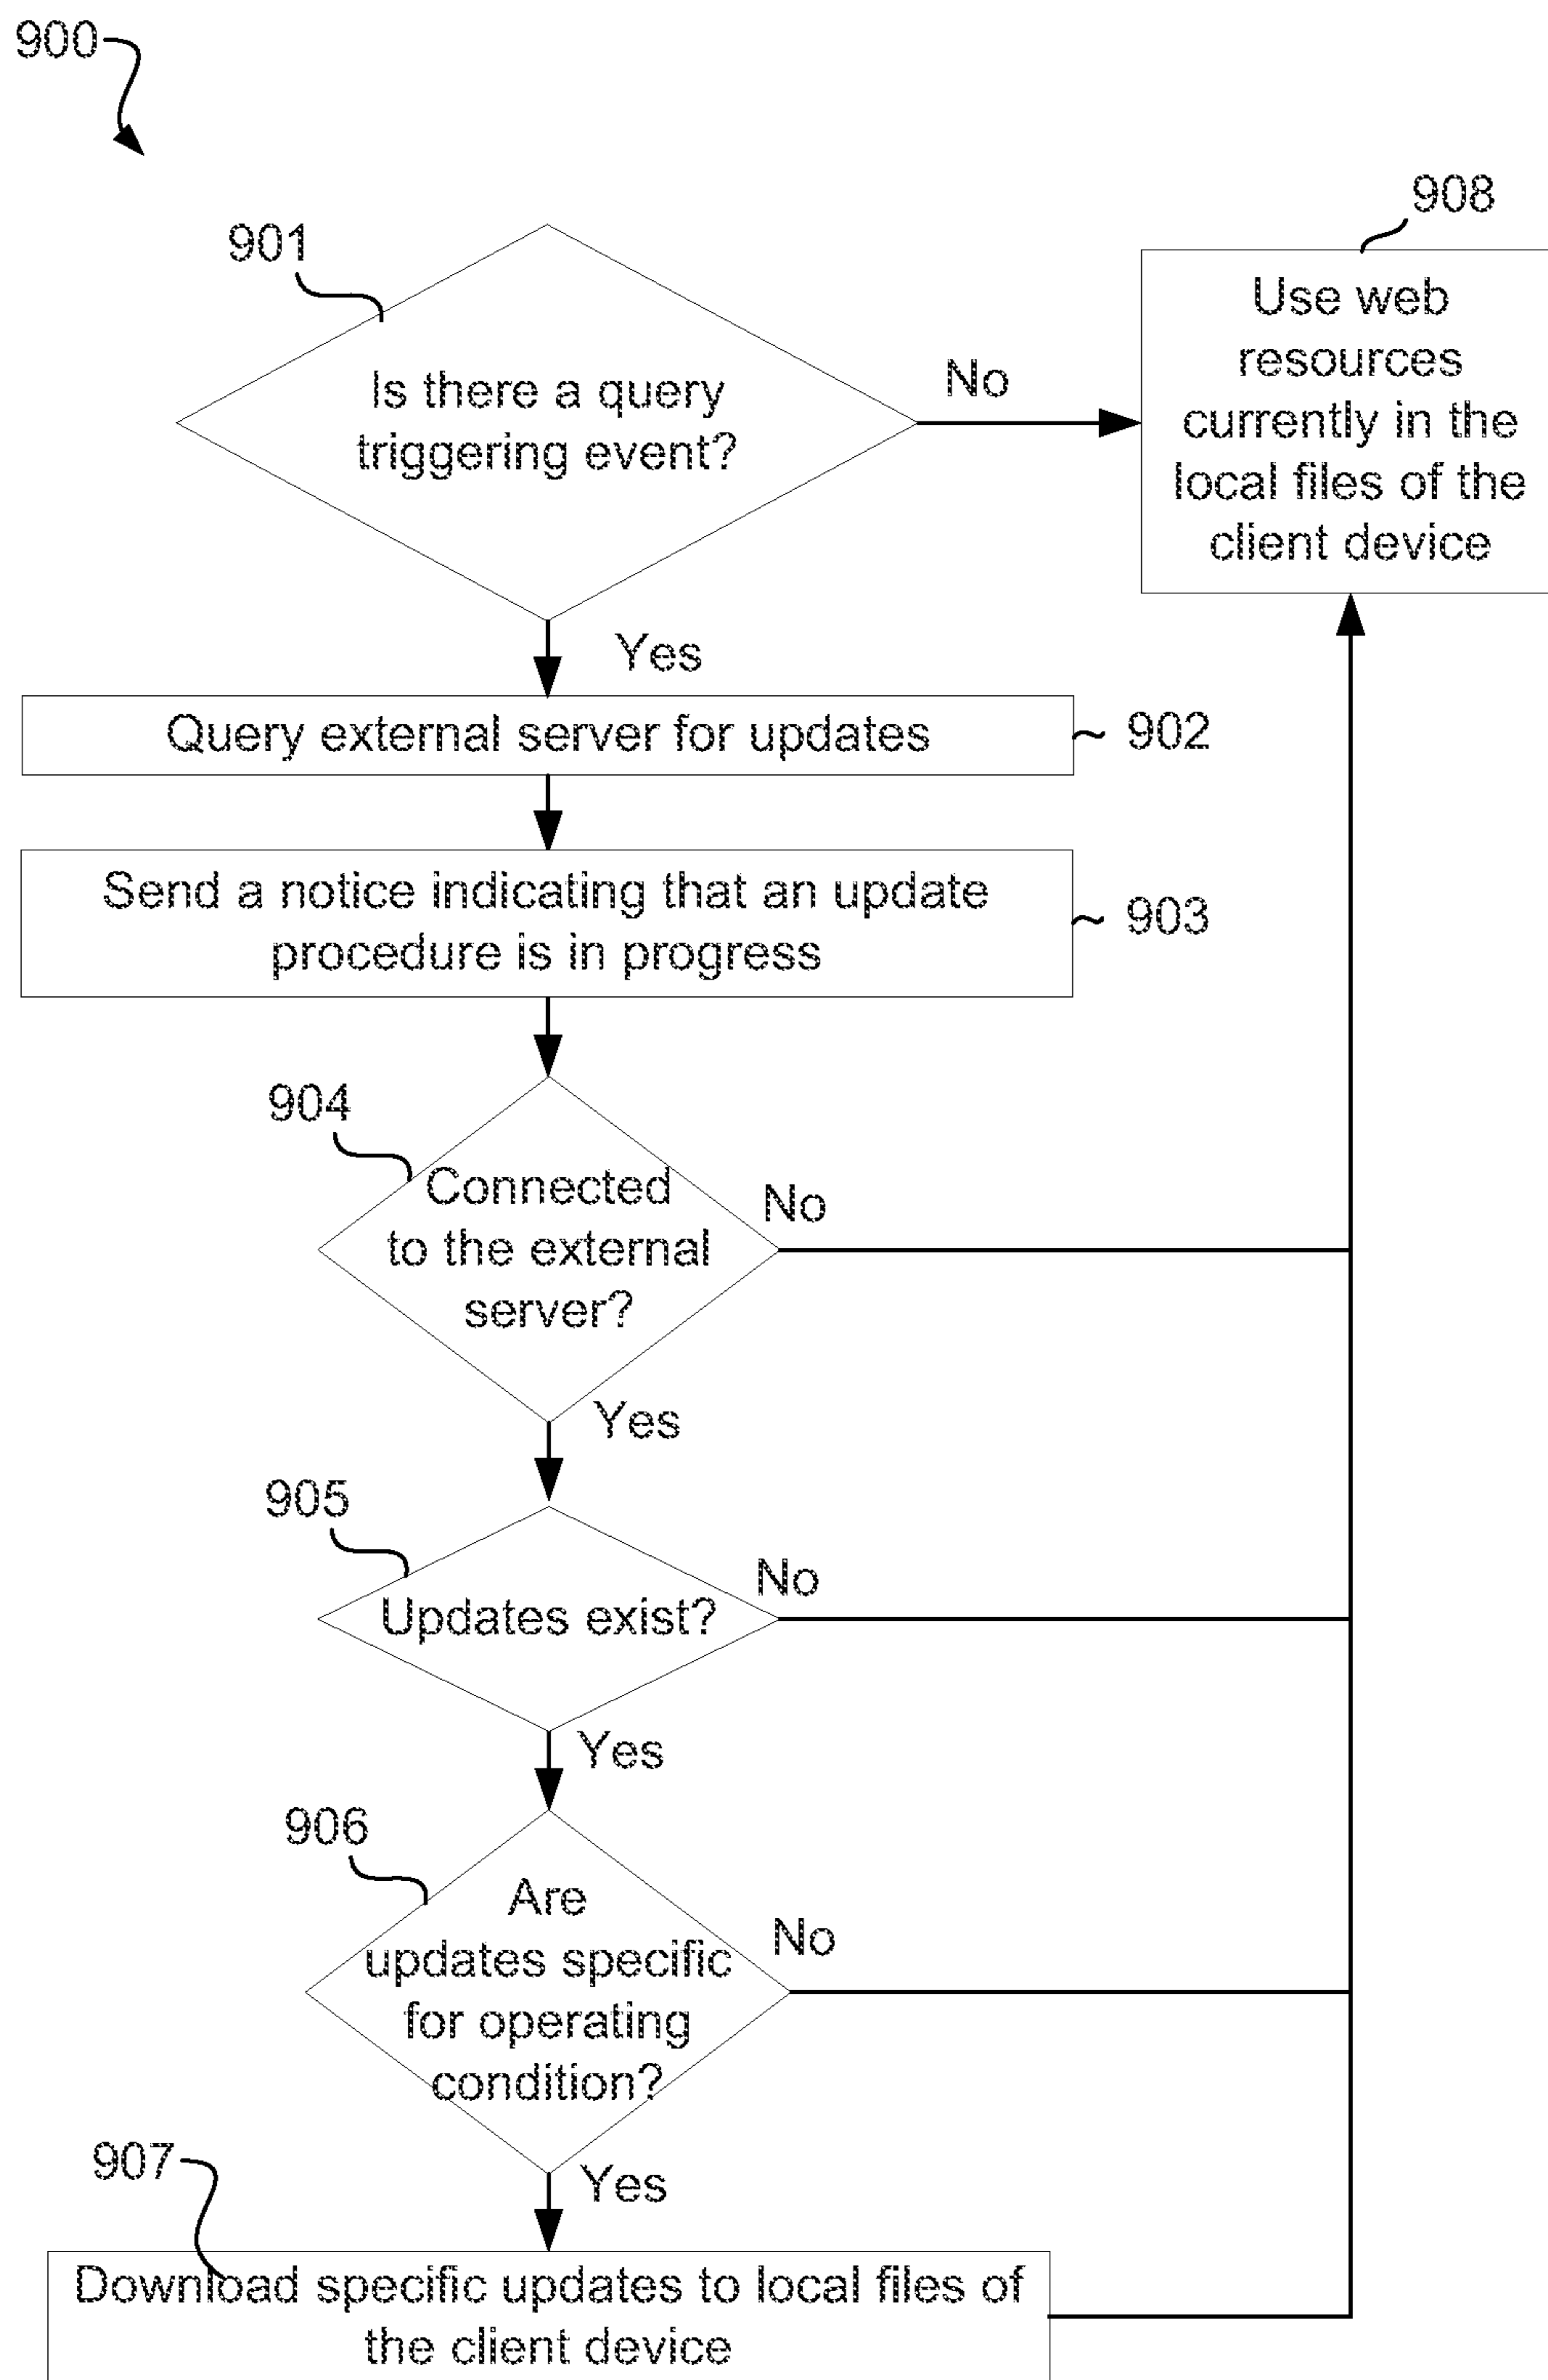 900
901
Is there a query
triggering event?
No
908
Use web
resources
currently in the
local files of the
client device
Yes
Query external server for updates
902
Send a notice indicating that an update
procedure is in progress
903
904
Connected
to the external
server?
No
Yes
905
Updates exist?
No
Yes
906
Are
updates specific
for operating
condition?
No
Yes
907
Download specific updates to local files of
the client device